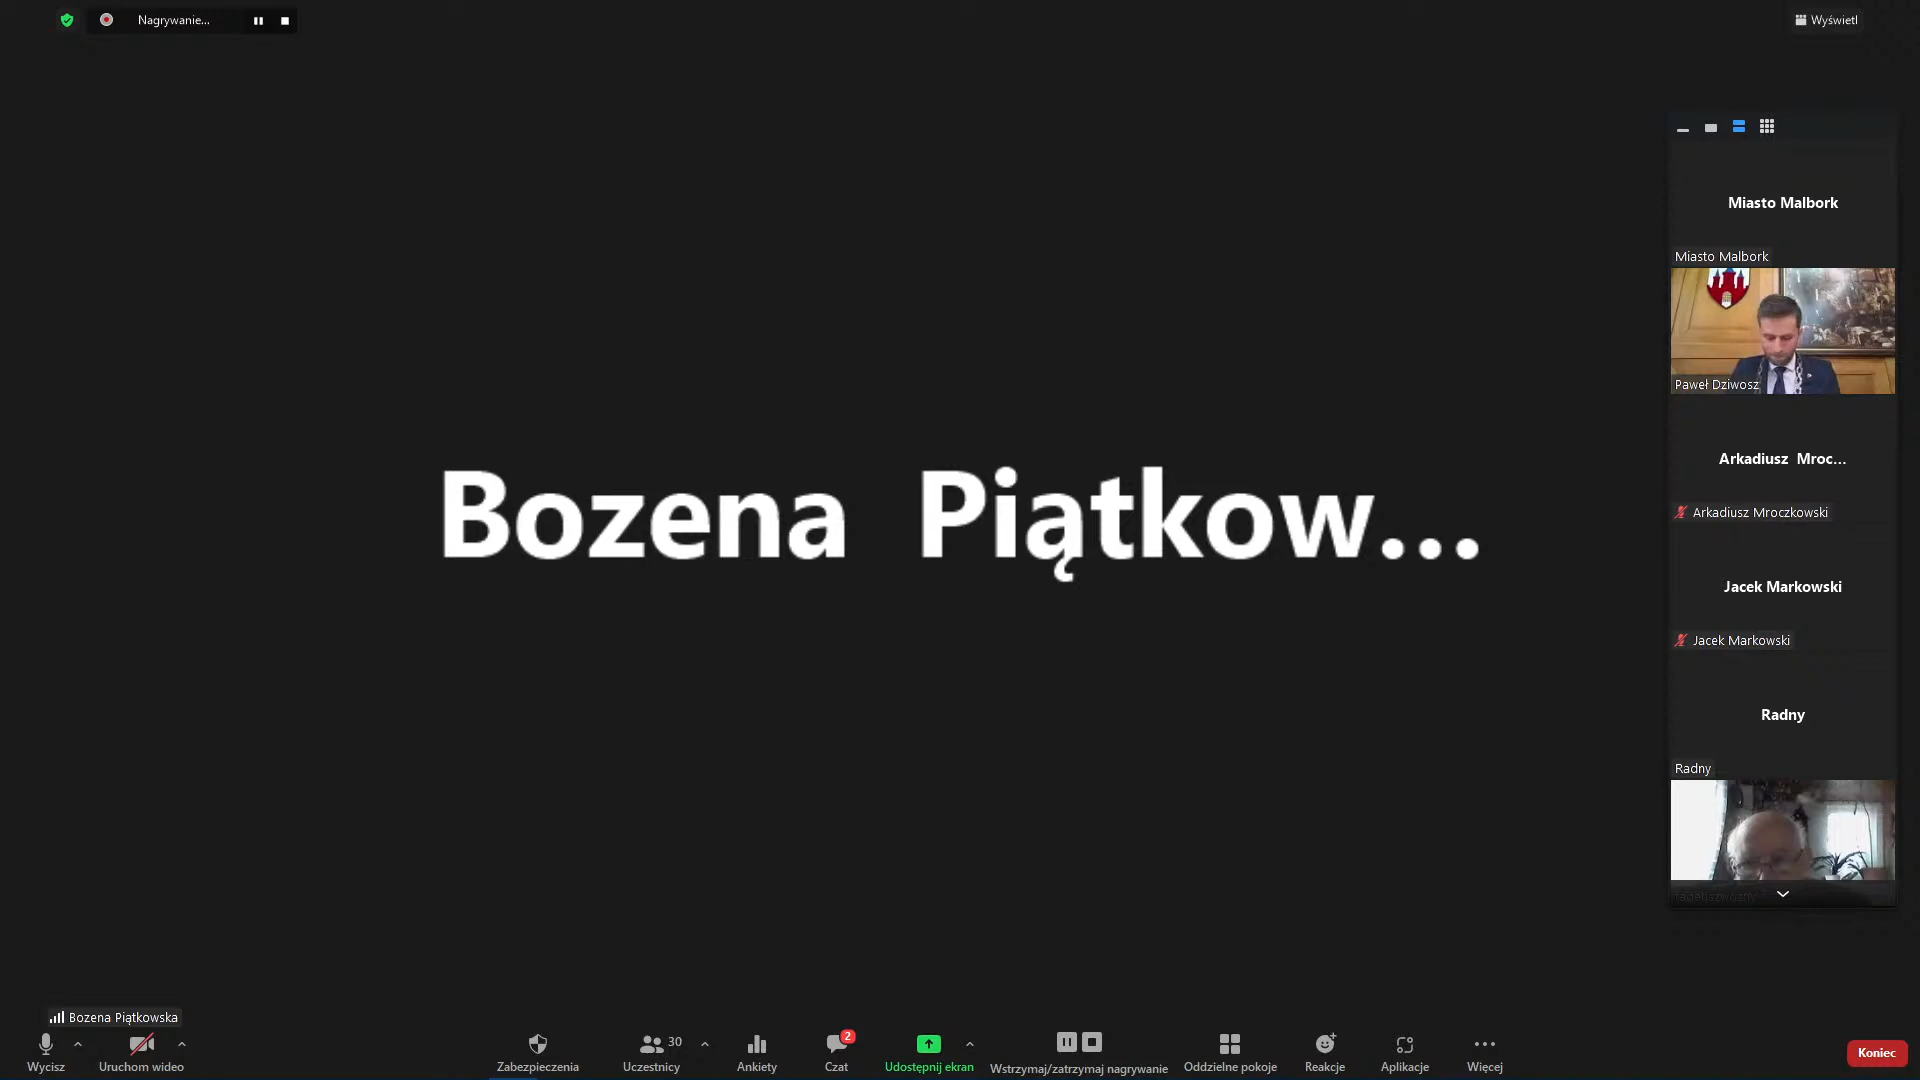 Nagrywanie...
Wyświetl
Miasto Malbork
Miasto Malbork
Paweł Dziwosz
Arkadiusz Mroc...
Arkadiusz Mroczkowski
Bozena Piątkow...
Jacek Markowski
Jacek Markowski
Radny
Radny
Bozena Piątkowska
Wycisz
Uruchom wideo
Zabezpieczenia
30
Uczestnicy
Ankiety
2
Czat
Udostępnij ekran
Wstrzymaj/zatrzymaj nagrywanie
Oddzielne pokoje
Reakcje
Aplikacje
Więcej
Koniec